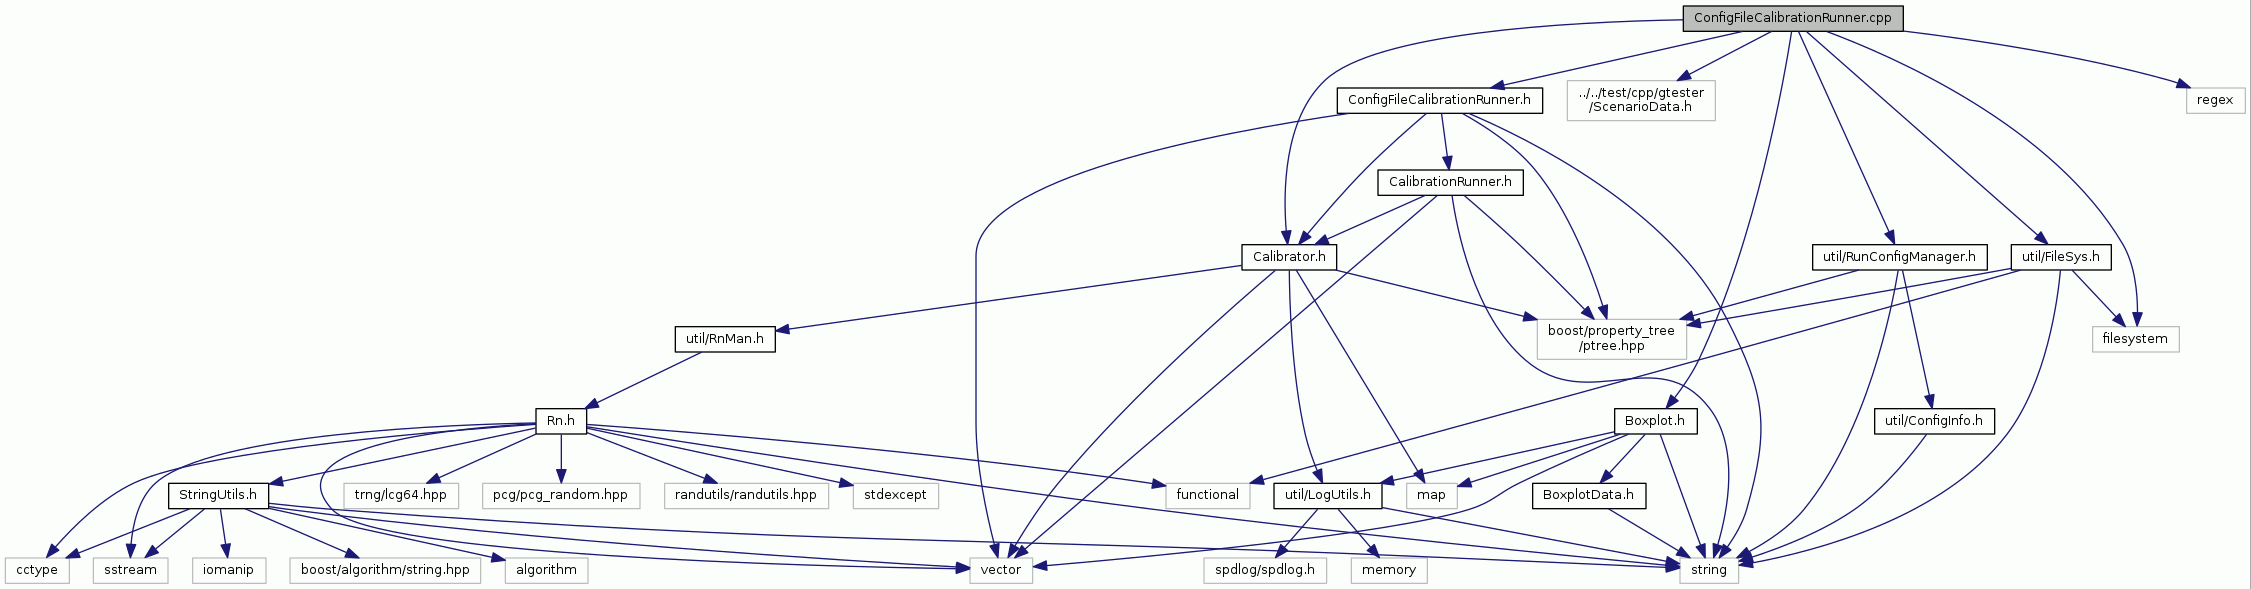 ConfigFileCalibrationRunner.cpp
ConfigFileCalibrationRunner.h
../../test/cpp/gtester
/ScenarioData.h
regex
CalibrationRunner.h
Calibrator.h
util/RunConfigManager.h
util/FileSys.h
util/RnMan.h
boost/property_tree
/ptree.hpp
filesystem
Rn.h
Boxplot.h
util/ConfigInfo.h
StringUtils.h
trng/lcg64.hpp
pcg/pcg_random.hpp
randutils/randutils.hpp
stdexcept
functional
util/LogUtils.h
map
BoxplotData.h
cctype
sstream
iomanip
boost/algorithm/string.hpp
algorithm
vector
spdlog/spdlog.h
memory
string